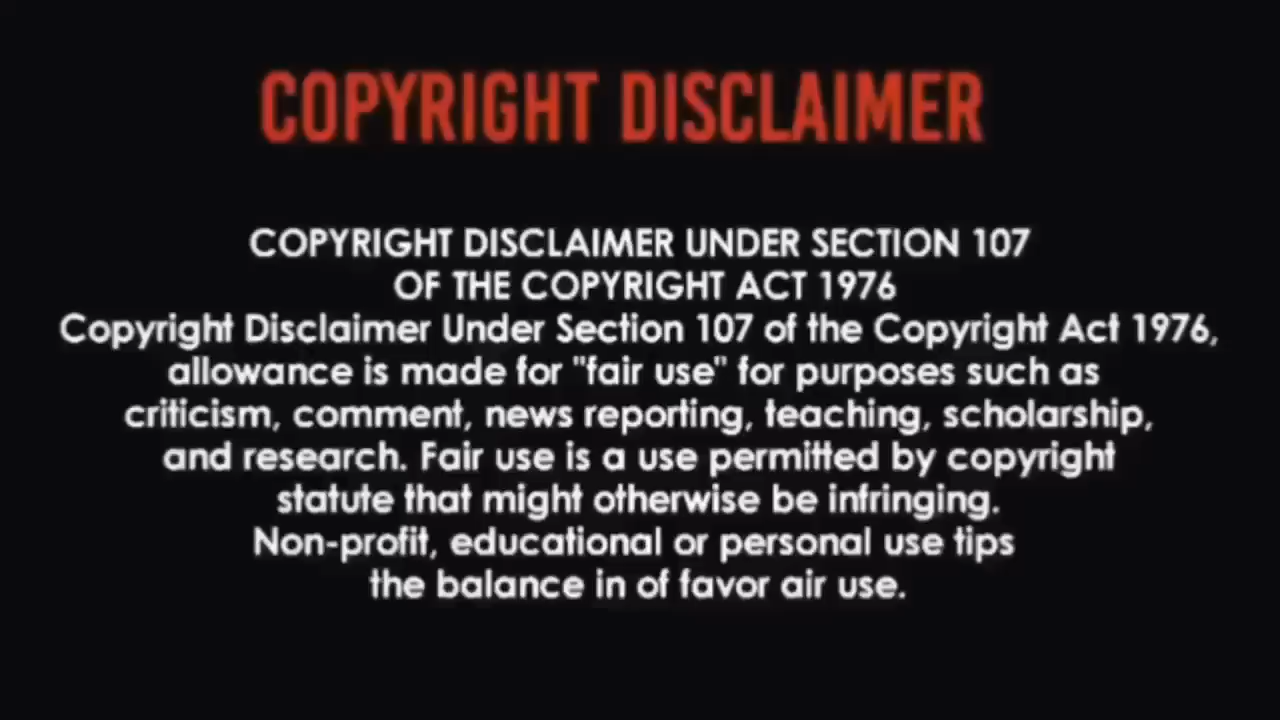 COPYRIGHT DISCLAIMER
COPYRIGHT DISCLAIMER UNDER SECTION 107
OF THE COPYRIGHT ACT 1976
Copyright Disclaimer Under Section 107 of the Copyright Act 1976,
allowance is made for "fair use" for purposes such as
criticism, comment, news reporting, teaching, scholarship,
and research. Fair use is a use permitted by copyright
statute that might otherwise be infringing.
Non-profit, educational or personal use tips
the balance in of favor air use.